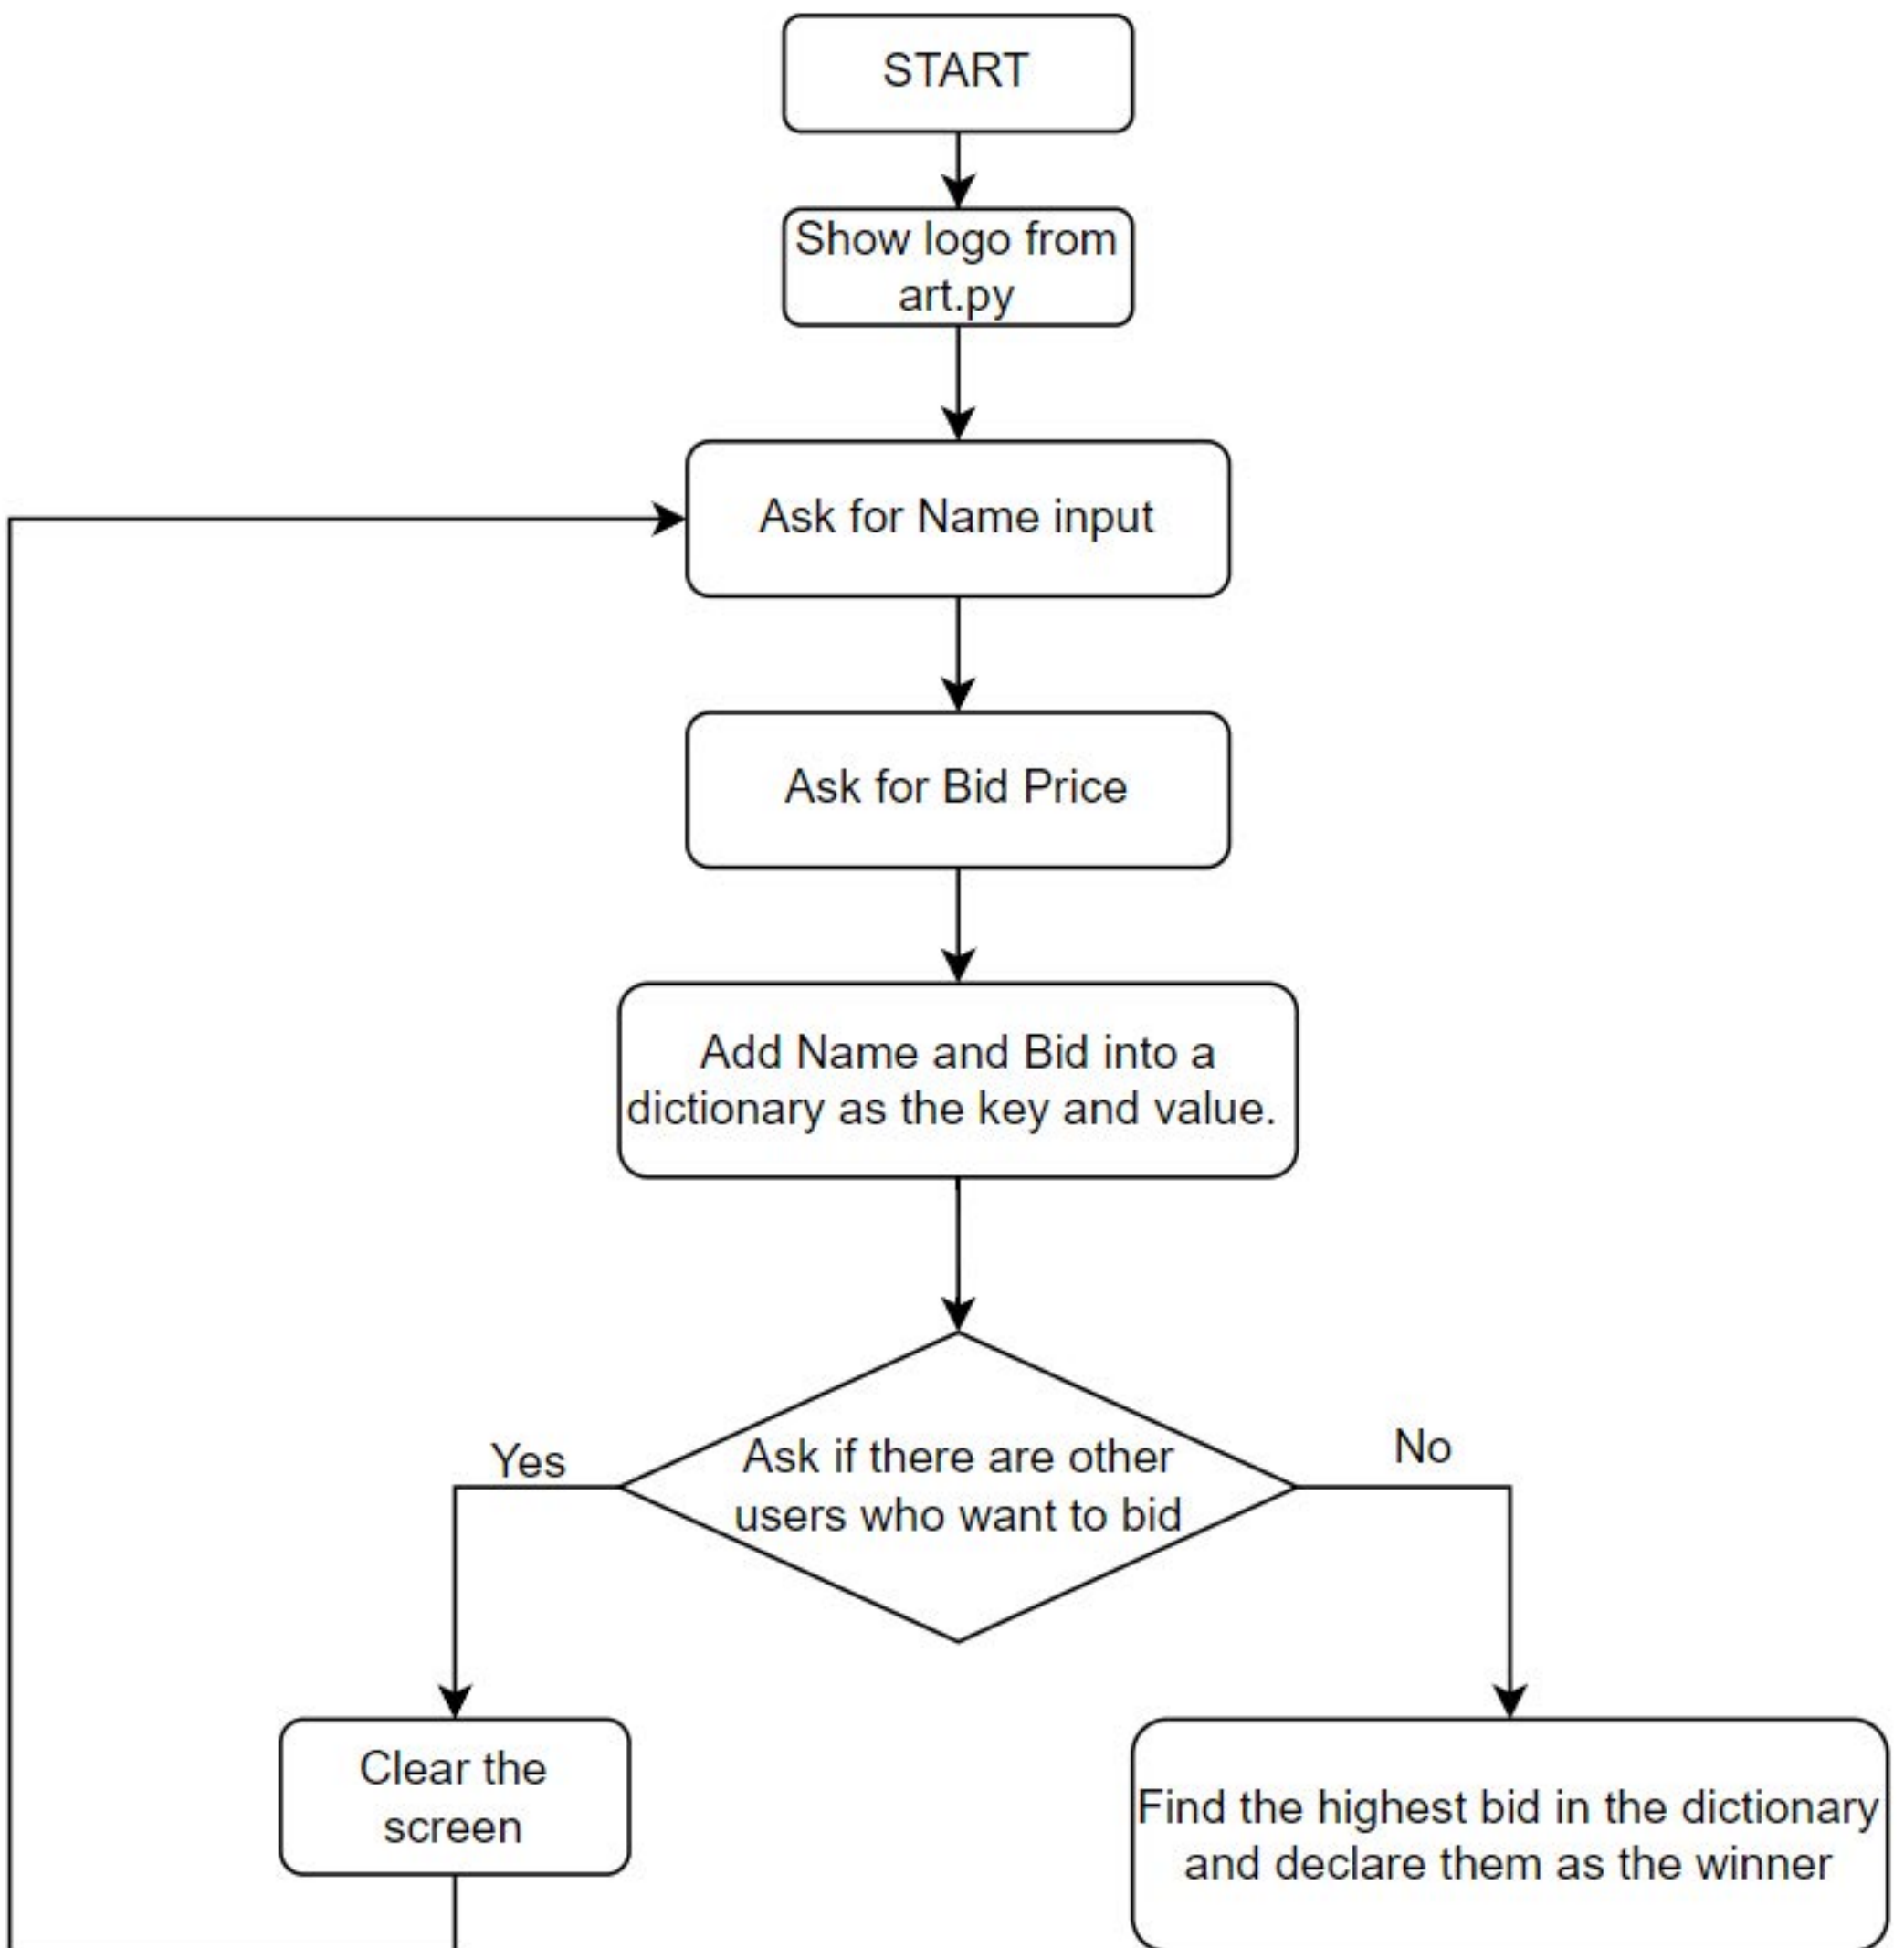 START
Show logo from
art.py
Ask for Name input
Ask for Bid Price
Add Name and Bid into a
dictionary as the key and value.
Ask if there are other
users who want to bid
Yes
No
Clear the
screen
Find the highest bid in the dictionary
and declare them as the winner